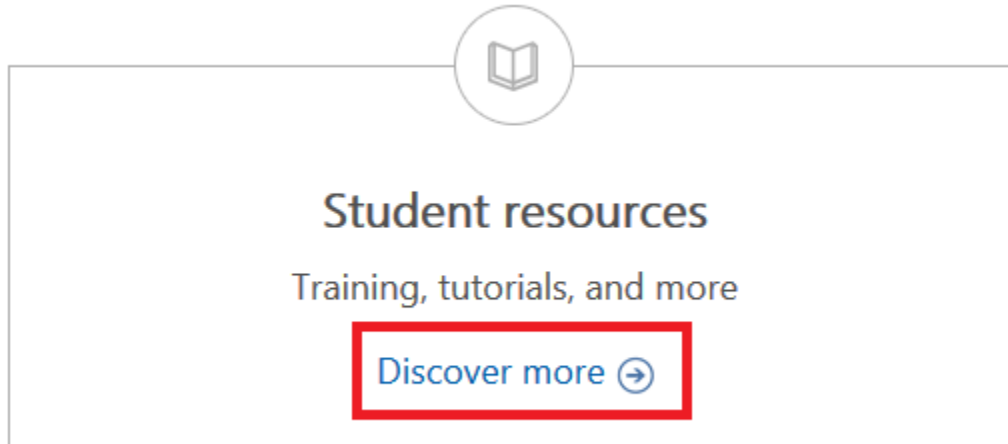 Student resources
Training, tutorials, and more
Discover more